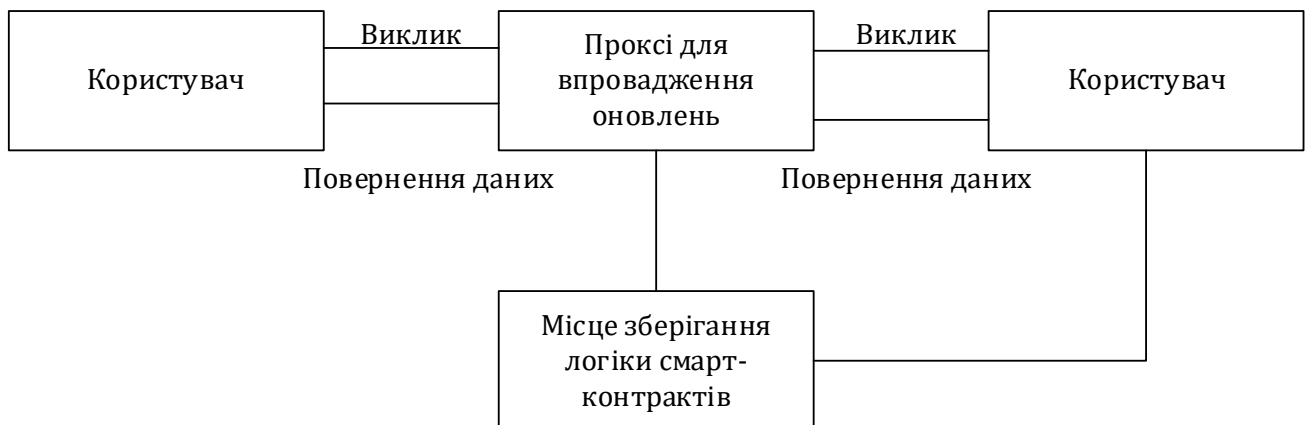 Користувач
Виклик
Проксі для
впровадження
оновлень
Виклик
Користувач
Повернення даних
Повернення даних
Місце зберігання
логіки смарт-
контрактів